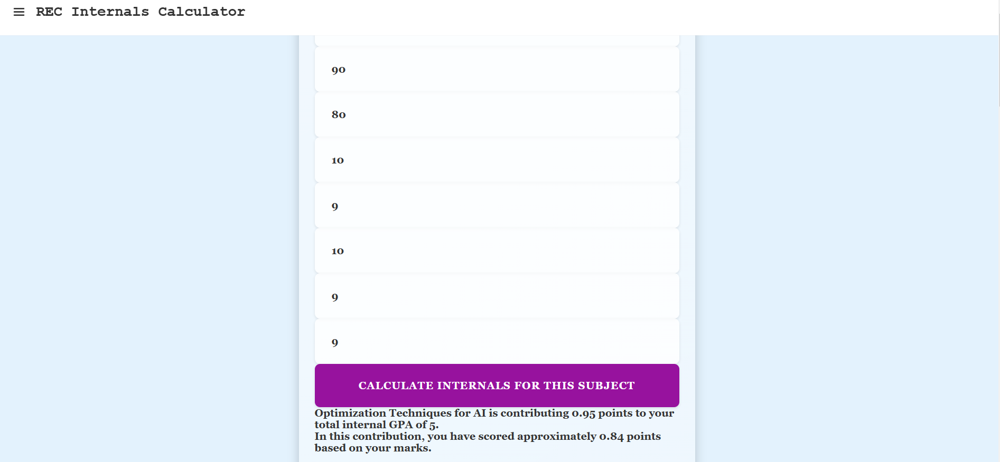 REC Internals Calculator
90
80
10
9
10
9
9
CALCULATE INTERNALS FOR THIS SUBJECT
Optimization Techniques for AI is contributing 0.95 points to your
total internal GPA of 5.
In this contribution, you have scored approximately 0.84 points
based on your marks.